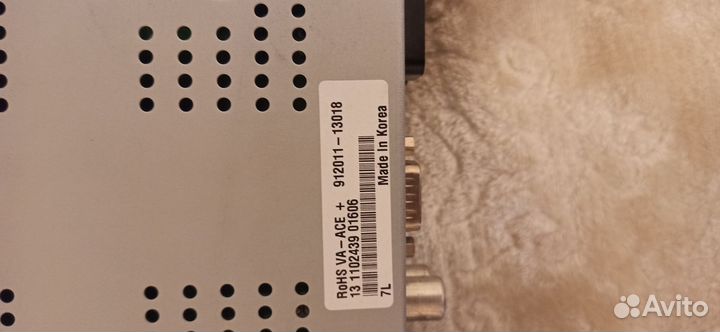 RoHS VA-ACE + 912011-13018
13 1102439 01606
7L Made In Korea
Avito